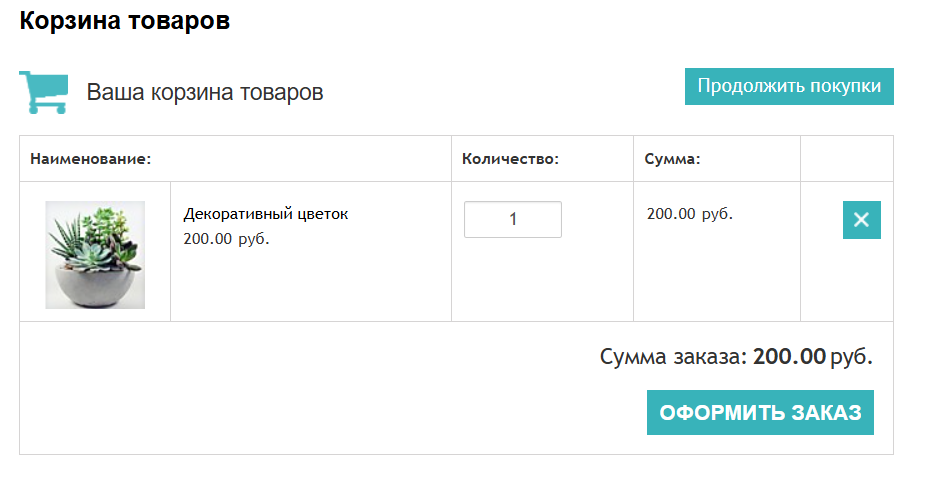 Корзина товаров
Ваша корзина товаров
Продолжить покупки
Наименование: Количество: Сумма:
Декоративный цветок 1 200.00 руб.
200.00 руб.
Сумма заказа: 200.00 руб.
ОФОРМИТЬ ЗАКАЗ